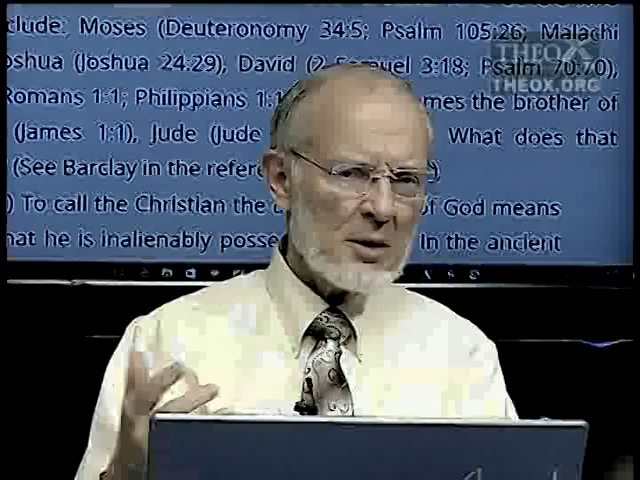 clude: Moses (Deuteronomy 34:5; Psalm 105:26; Malachi
oshua (Joshua 24:29), David (2 Samuel 3:18; Psalm 70:70),
Romans 1:1; Philippians 1:1 mes the brother of
(James 1:1), Jude (Jude What does that
(See Barclay in the refer
) To call the Christian the of God means
hat he is inalienably posse In the ancient
THEOX
THEOX.ORG